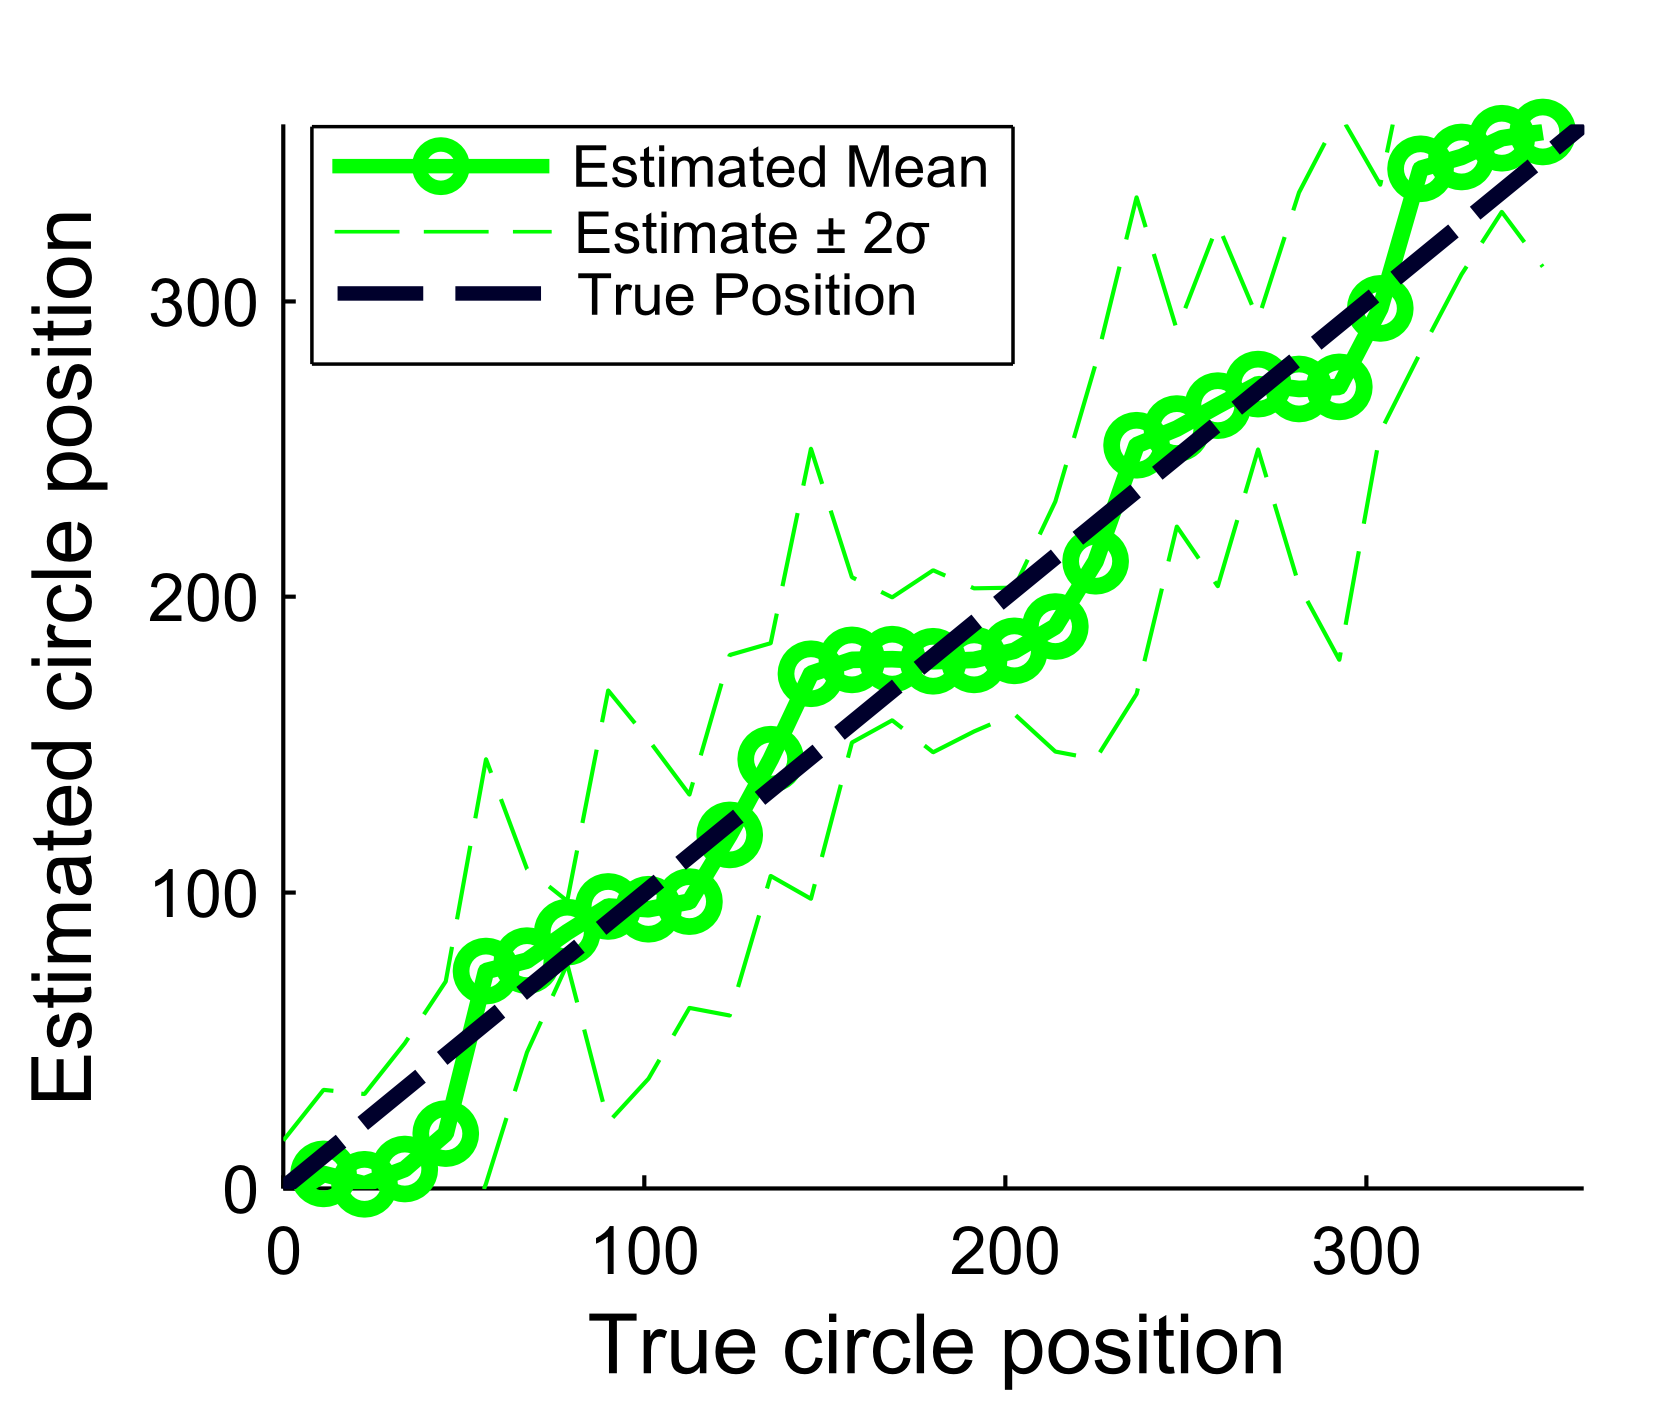 Estimated Mean
Estimate ± 2σ
True Position
Estimated circle position
300
200
100
0
0
100
200
300
True circle position